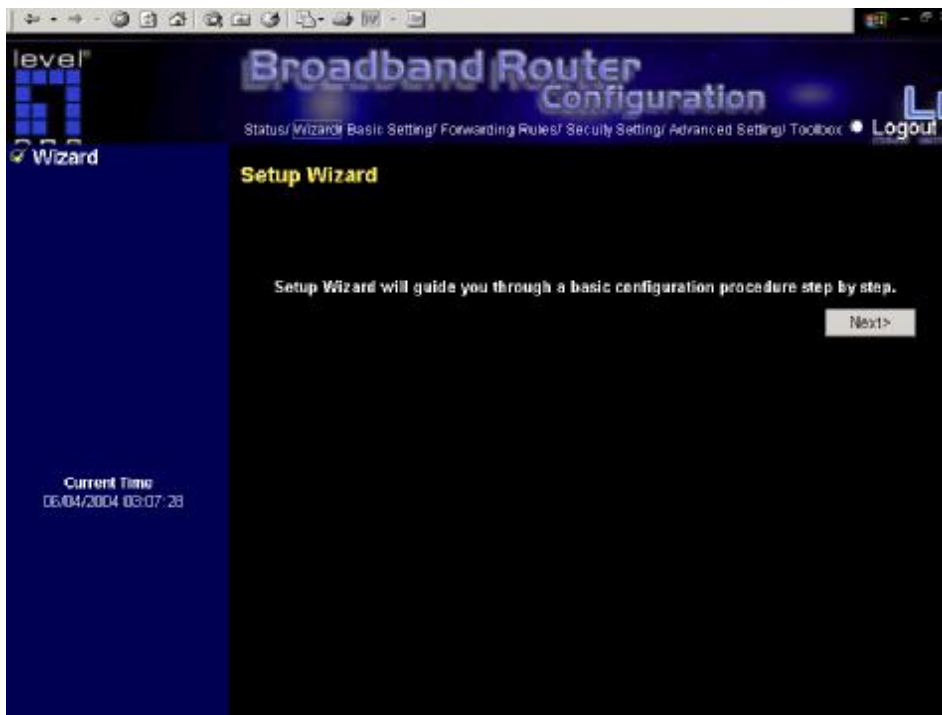 level
Broadband Router
Configuration
Status/ Wizard/ Basic Setting/ Forwarding Rules/ Secuily Setting/ Advanced Setting/ Toolbox Logout
Wizard
Setup Wizard
Setup Wizard will guide you through a basic configuration procedure step by step.
Next>
Current Time
06/04/2004 03:07:28